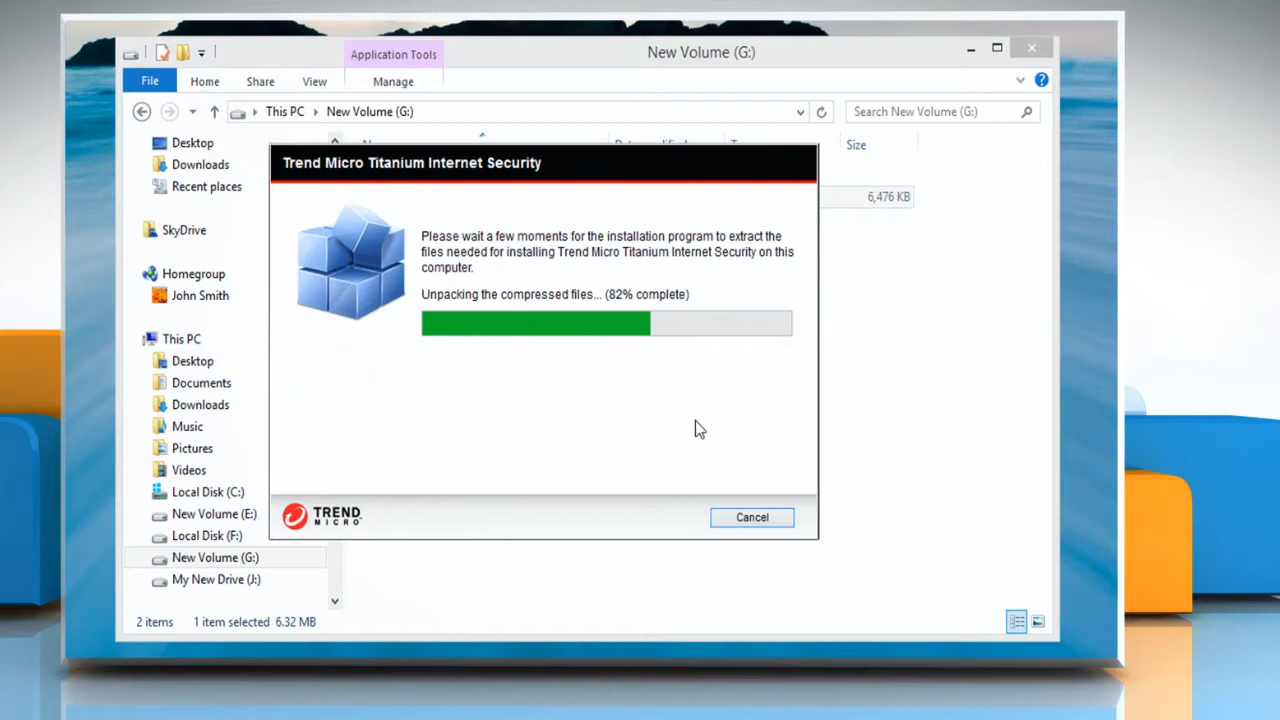 Application Tools
New Volume (G:)
File Home Share View Manage
This PC New Volume (G:)
Search New Volume (G:)
Size
6,476 KB
Desktop
Downloads
Recent places
SkyDrive
Homegroup
John Smith
This PC
Desktop
Documents
Downloads
Music
Pictures
Videos
Local Disk (C:)
New Volume (E:)
Local Disk (F:)
New Volume (G:)
My New Drive (J:)
Trend Micro Titanium Internet Security
Please wait a few moments for the installation program to extract the
files needed for installing Trend Micro Titanium Internet Security on this
computer.
Unpacking the compressed files... (82% complete)
TREND
MICRO
Cancel
2 items 1 item selected 6.32 MB